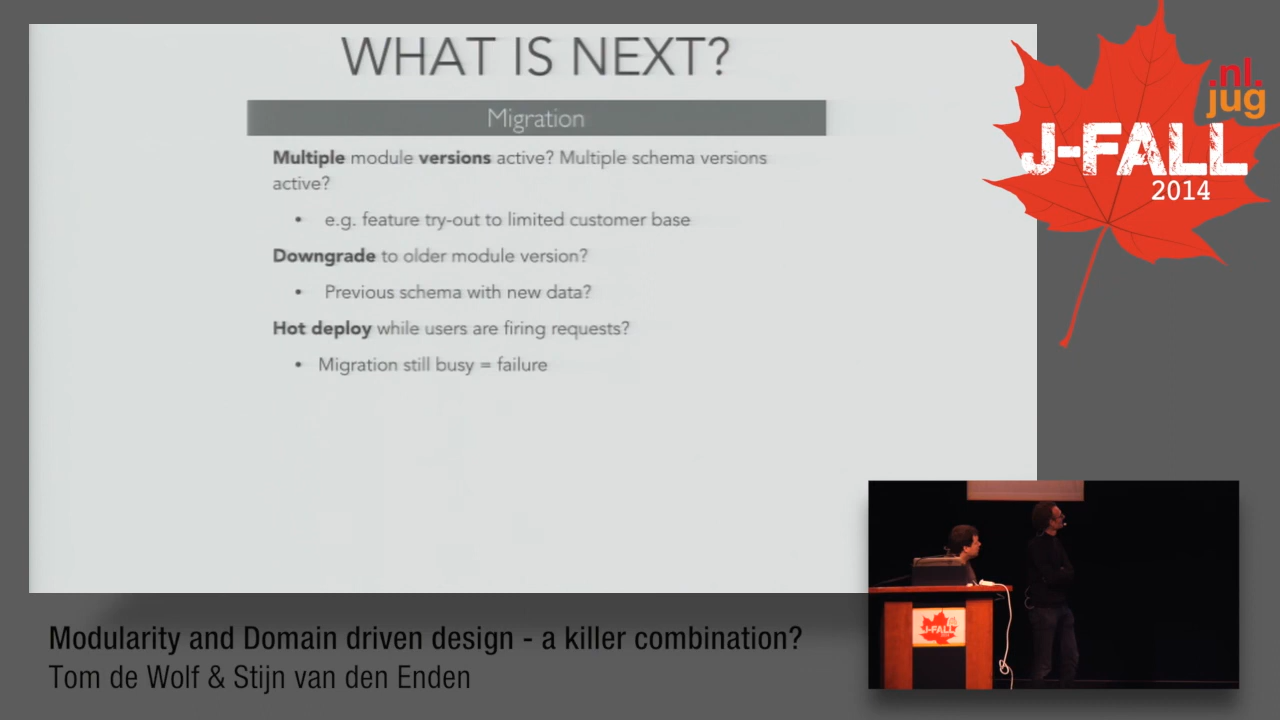 WHAT IS NEXT?
Migration
Multiple module versions active? Multiple schema versions
active?
• e.g. feature try-out to limited customer base
Downgrade to older module version?
• Previous schema with new data?
Hot deploy while users are firing requests?
• Migration still busy = failure
.nl.
jug
J-FALL
2014
J-FALL
Modularity and Domain driven design - a killer combination?
Tom de Wolf & Stijn van den Enden